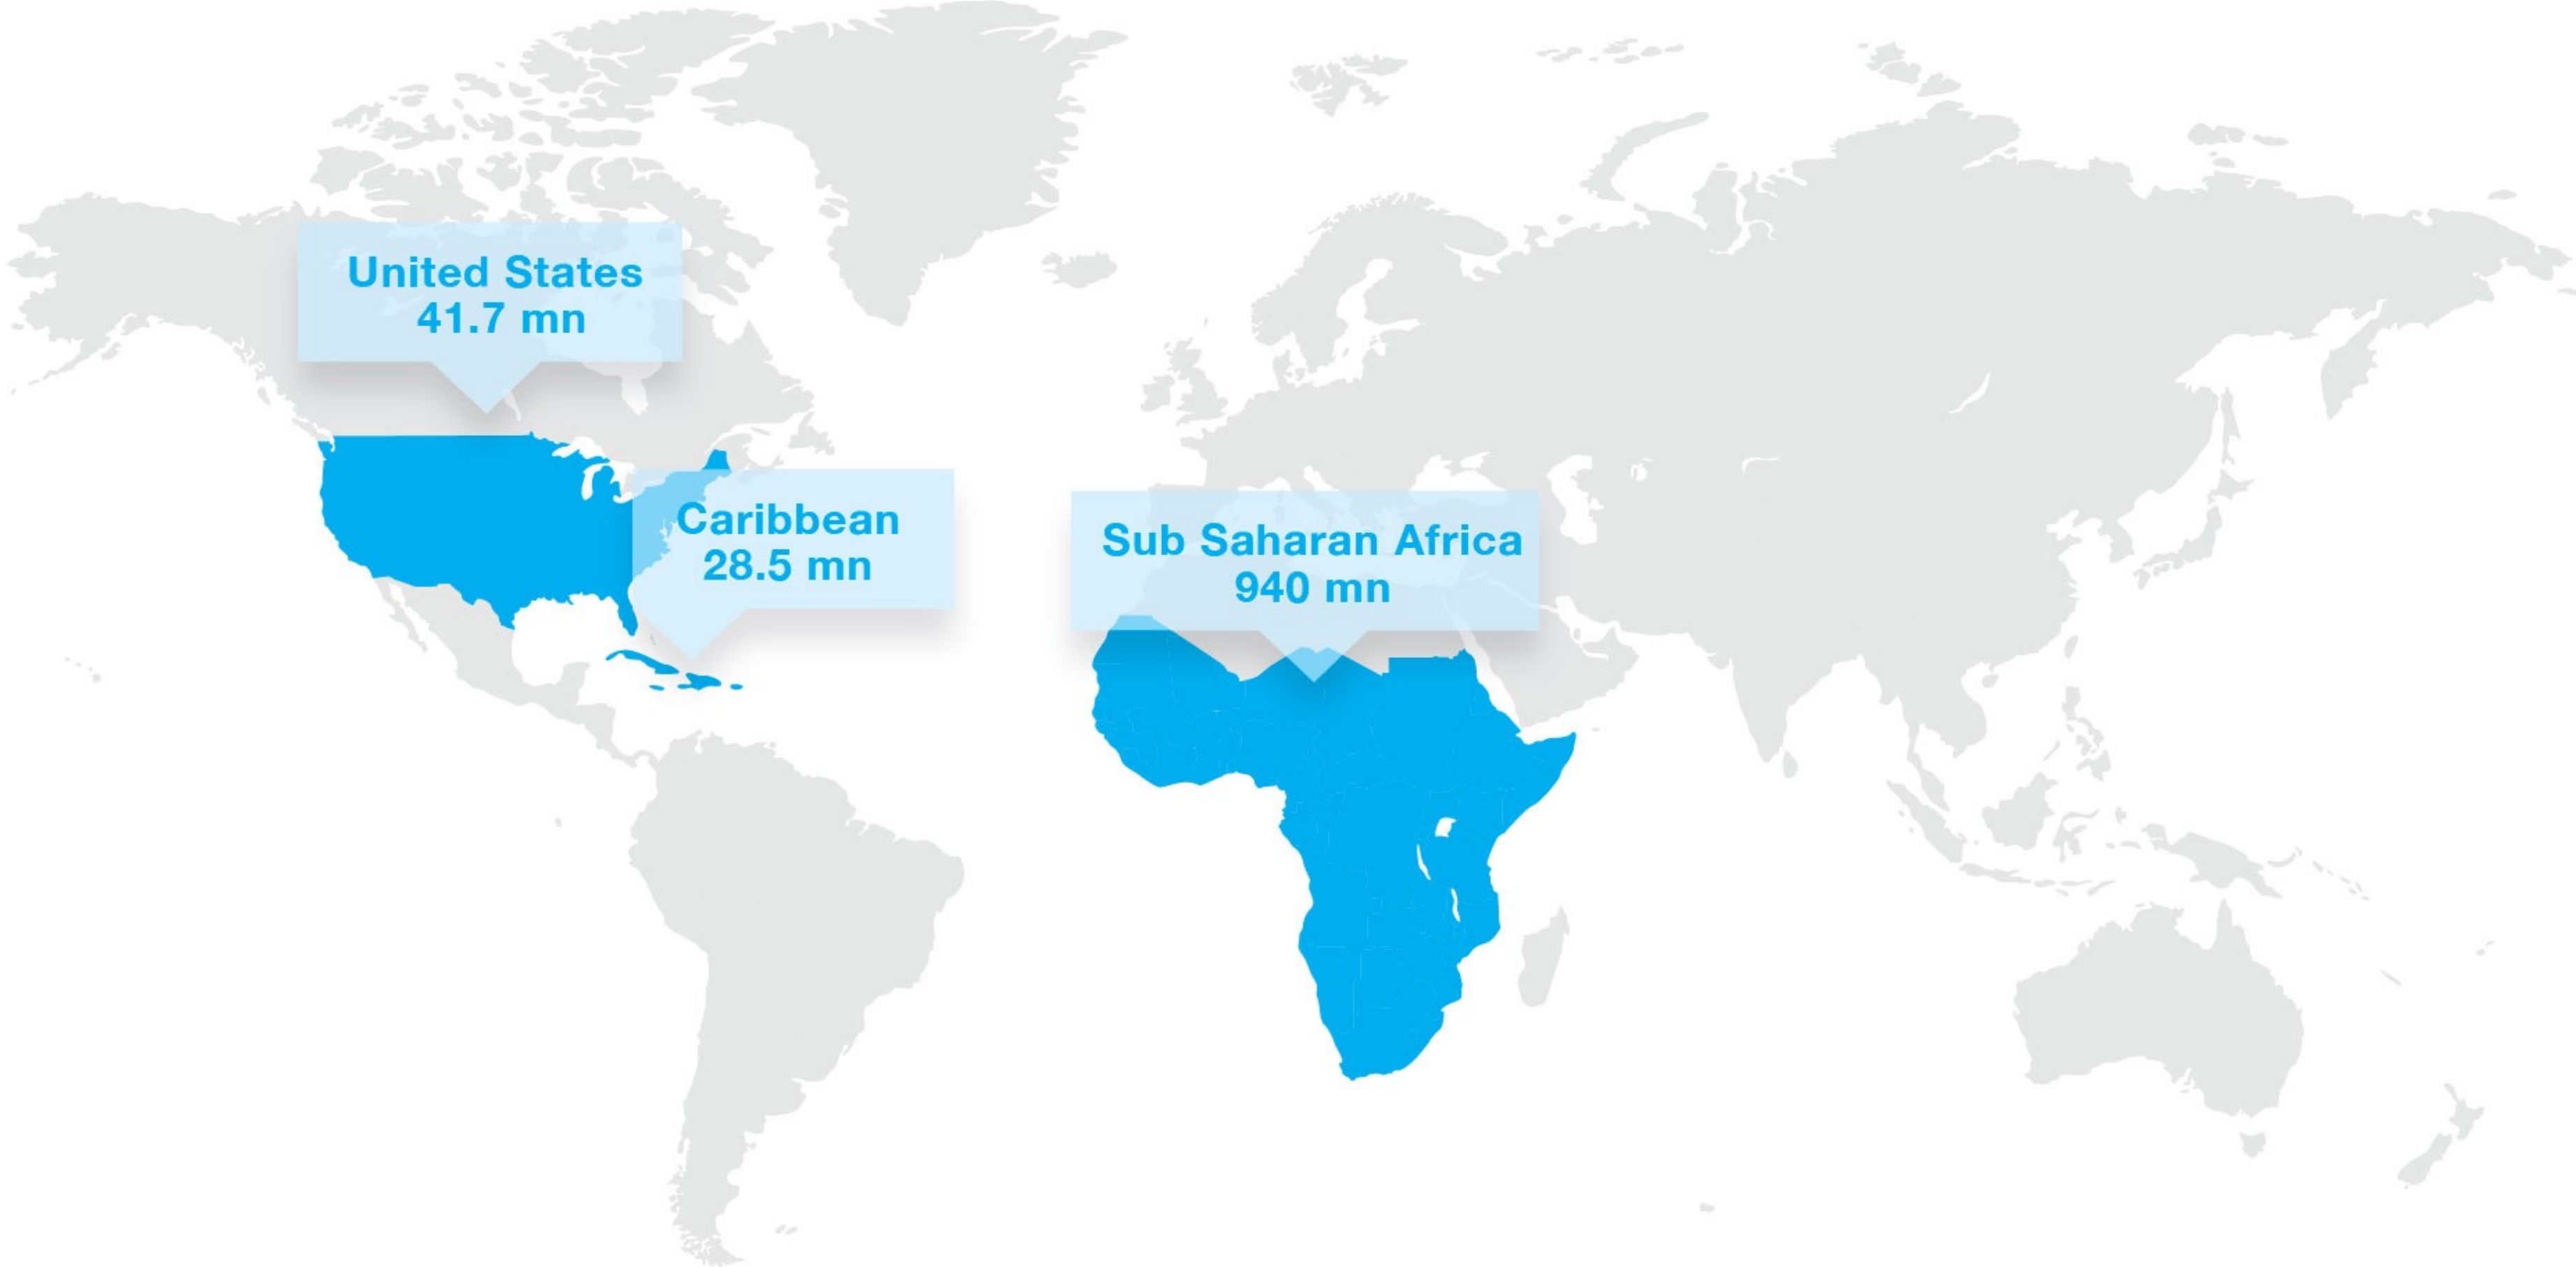 United States
41.7 mn
Caribbean
28.5 mn
Sub Saharan Africa
940 mn